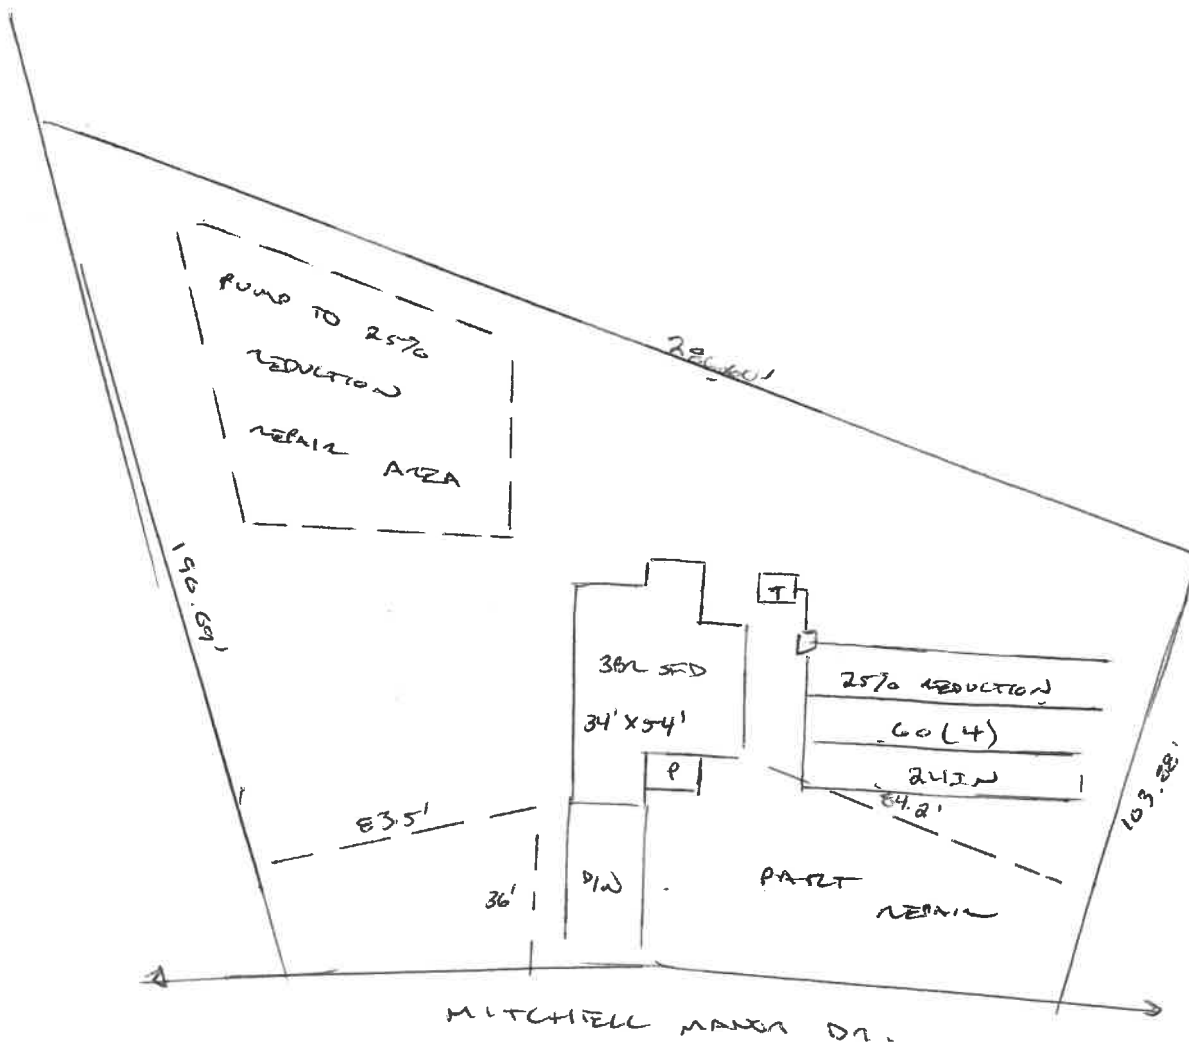 PUMP TO 25%
REDUCTION
REPAIR AREA
190.69'
T
3BR SFD
34' X 54'
P
25% REDUCTION
60 (4)
24IN
84.2'
103.88'
83.5'
36'
D/W
PART
REPAIR
MITCHELL MANOR DR.